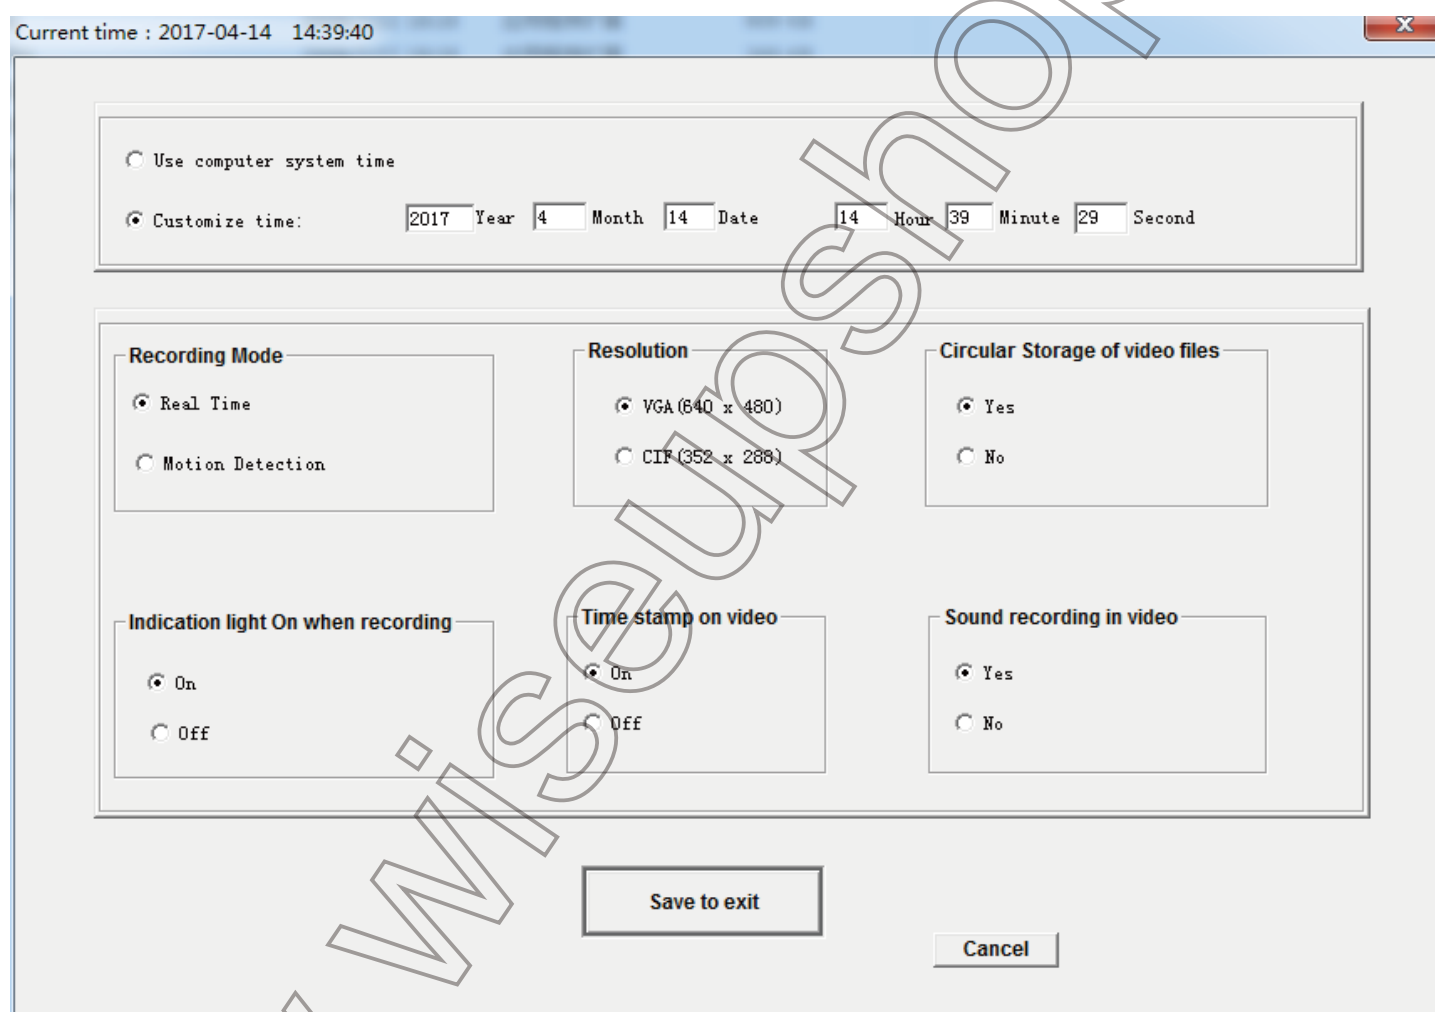 Current time : 2017-04-14 14:39:40
X
Use computer system time
Customize time: 2017 Year 4 Month 14 Date 14 Hour 39 Minute 29 Second
Recording Mode
Real Time
Motion Detection
Resolution
VGA(640 x 480)
CIF(352 x 288)
Circular Storage of video files
Yes
No
Indication light On when recording
On
Off
Time stamp on video
On
Off
Sound recording in video
Yes
No
Save to exit
Cancel
wiseupshop